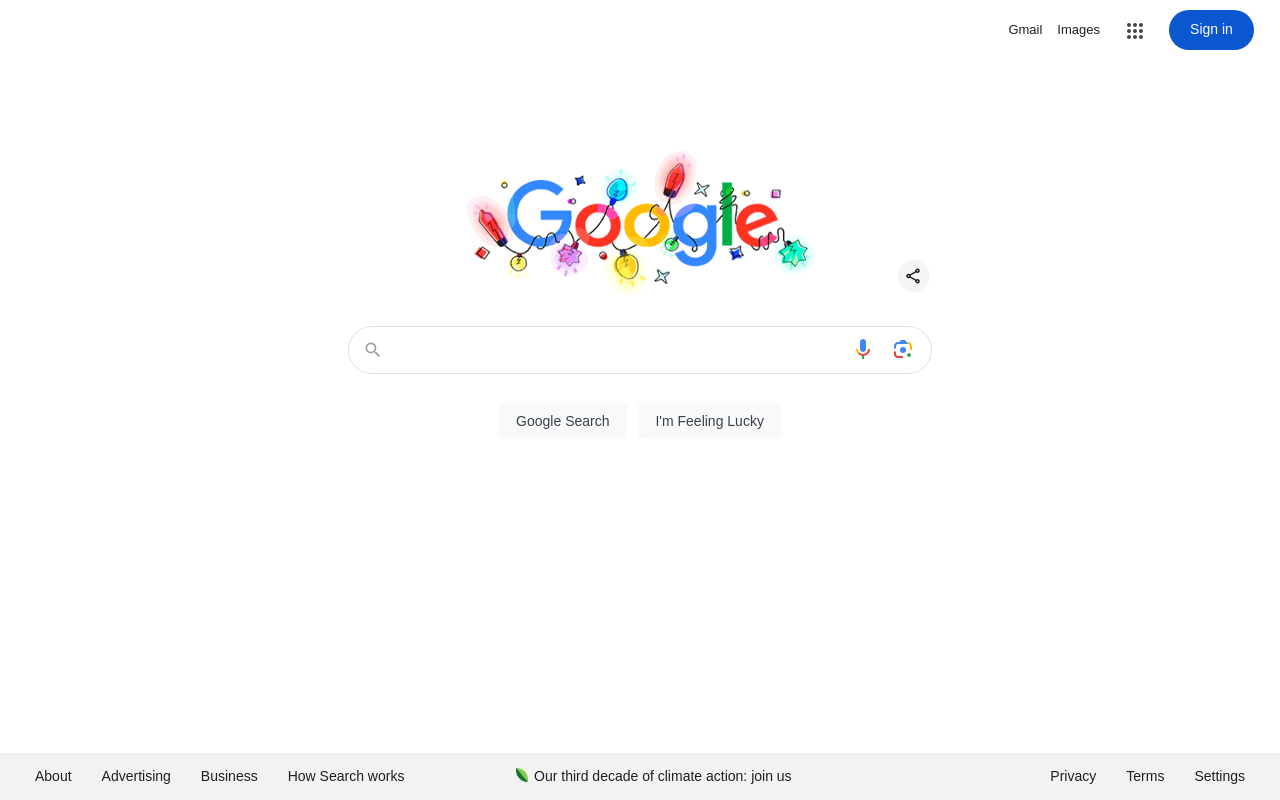 Gmail Images Sign in
Google
Google Search I'm Feeling Lucky
About Advertising Business How Search works Our third decade of climate action: join us Privacy Terms Settings